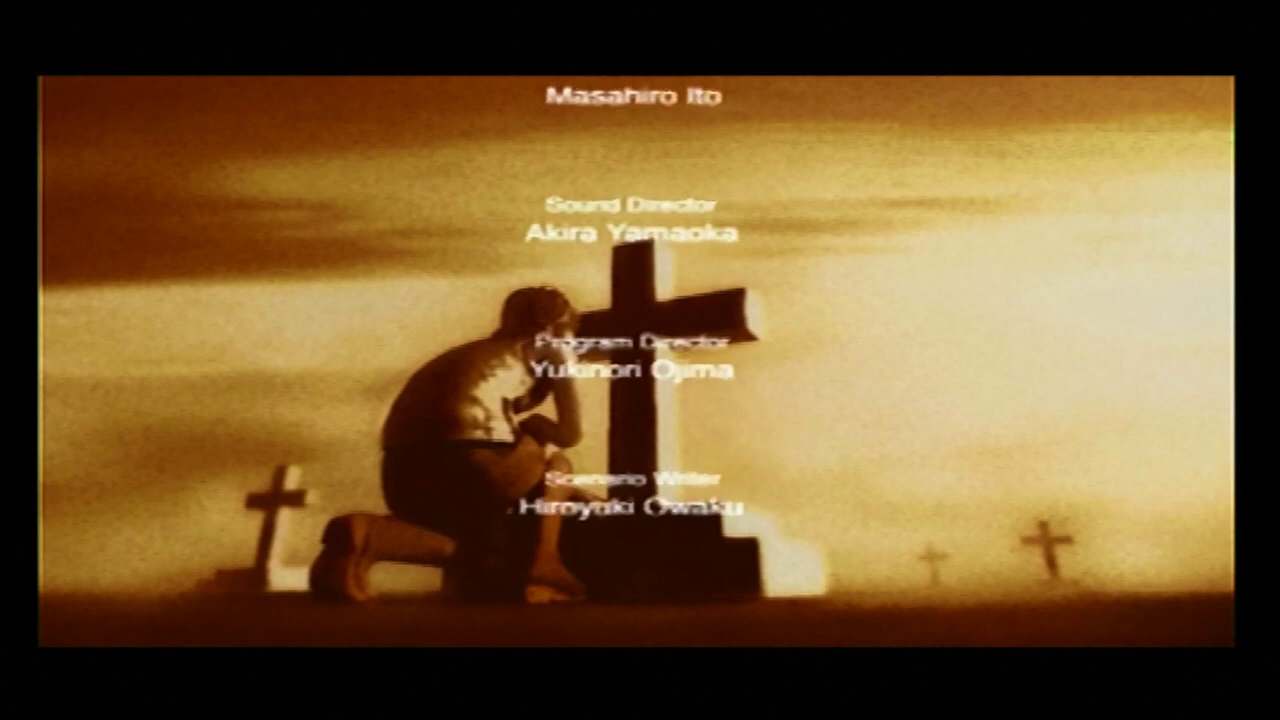 Masahiro Ito
Sound Director
Akira Yamaoka
Program Director
Yukinori Ojima
Scenario Writer
Hiroyuki Owaku